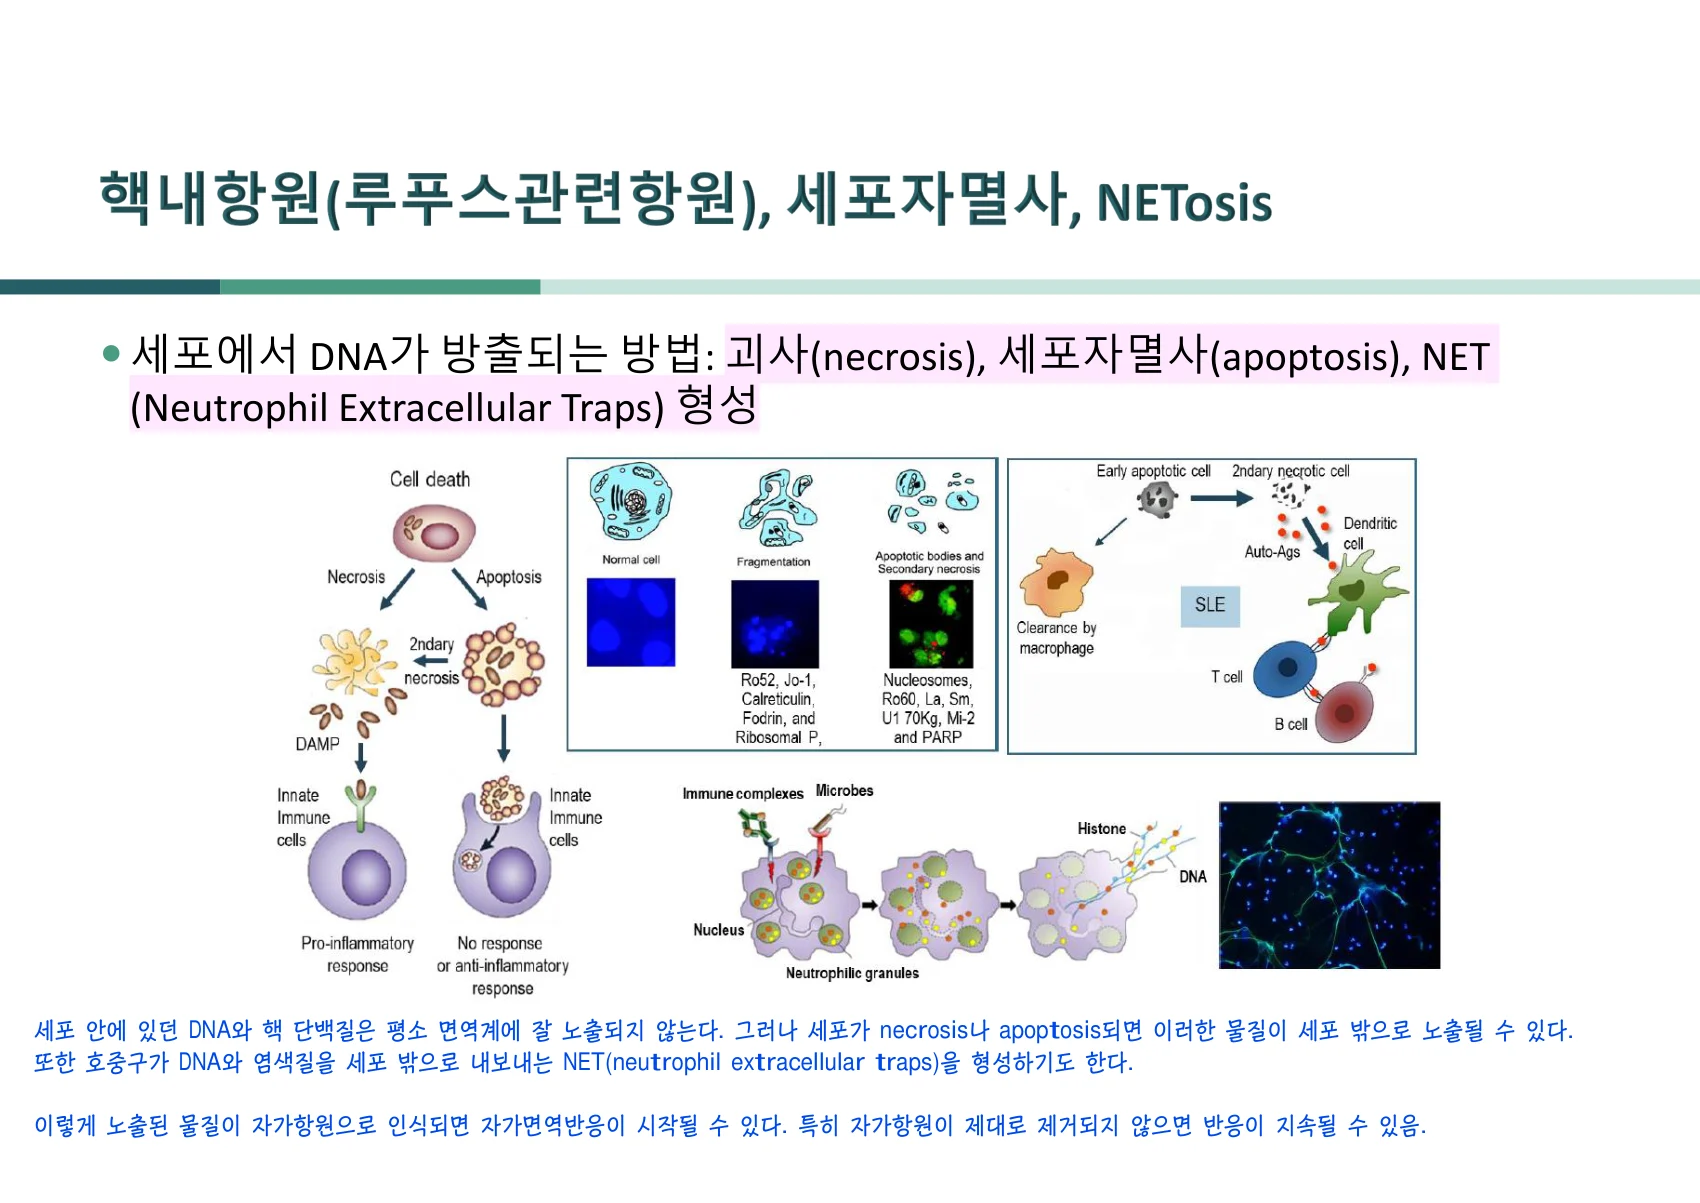 핵내항원(루푸스관련항원), 세포자멸사, NETosis
• 세포에서 DNA가 방출되는 방법: 괴사(necrosis), 세포자멸사(apoptosis), NET
(Neutrophil Extracellular Traps) 형성
Cell death
Necrosis
Apoptosis
2ndary
necrosis
DAMP
Innate
Immune
cells
Innate
Immune
cells
Pro-inflammatory
response
No response
or anti-inflammatory
response
Normal cell
Fragmentation
Apoptotic bodies and
Secondary necrosis
Ro52, Jo-1,
Calreticulin,
Fodrin, and
Ribosomal P,
Nucleosomes,
Ro60, La, Sm,
U1 70Kg, Mi-2
and PARP
Early apoptotic cell
2ndary necrotic cell
Dendritic
cell
Auto-Ags
SLE
Clearance by
macrophage
T cell
B cell
Immune complexes
Microbes
Histone
DNA
Nucleus
Neutrophilic granules
세포 안에 있던 DNA와 핵 단백질은 평소 면역계에 잘 노출되지 않는다. 그러나 세포가 necrosis나 apoptosis되면 이러한 물질이 세포 밖으로 노출될 수 있다.
또한 호중구가 DNA와 염색질을 세포 밖으로 내보내는 NET(neutrophil extracellular traps)을 형성하기도 한다.
이렇게 노출된 물질이 자가항원으로 인식되면 자가면역반응이 시작될 수 있다. 특히 자가항원이 제대로 제거되지 않으면 반응이 지속될 수 있음.